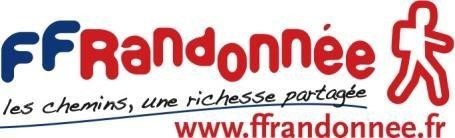 FFRandonnée
les chemins, une richesse partagée
www.ffrandonnee.fr